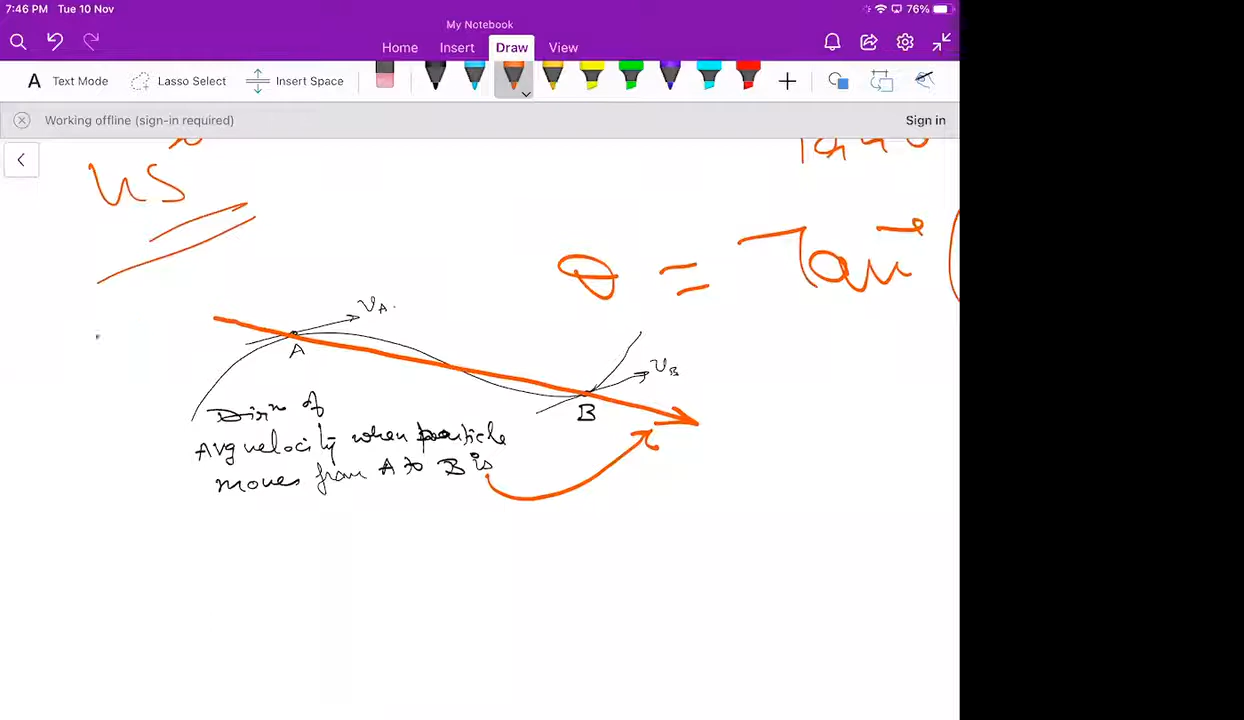 7:46 PM Tue 10 Nov
76%
My Notebook
Home Insert Draw View
A Text Mode Lasso Select Insert Space
Working offline (sign-in required) Sign in
θ = Tan
VA
A
VB
B
Dirⁿ of
Avg velocity when particle
moves from A to B is